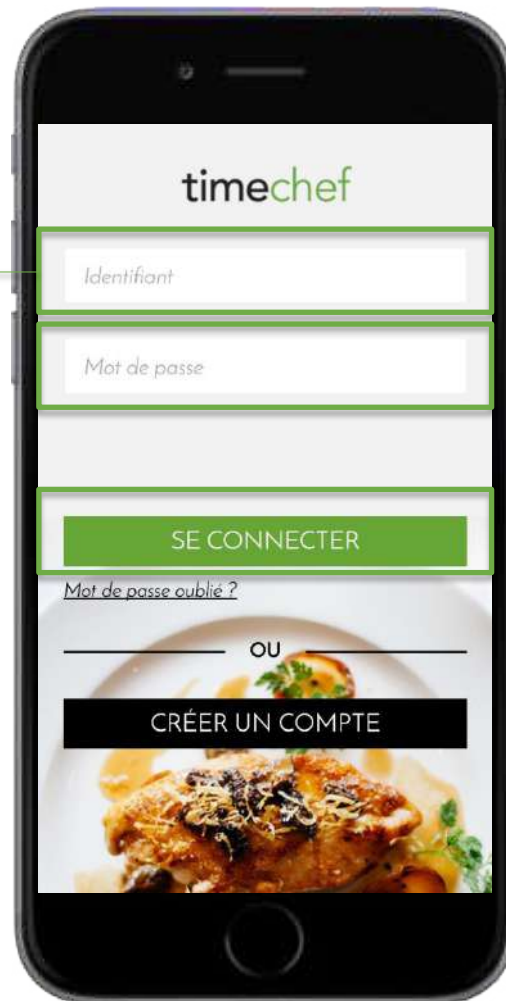 timechef
Identifiant
Mot de passe
SE CONNECTER
Mot de passe oublié ?
OU
CRÉER UN COMPTE